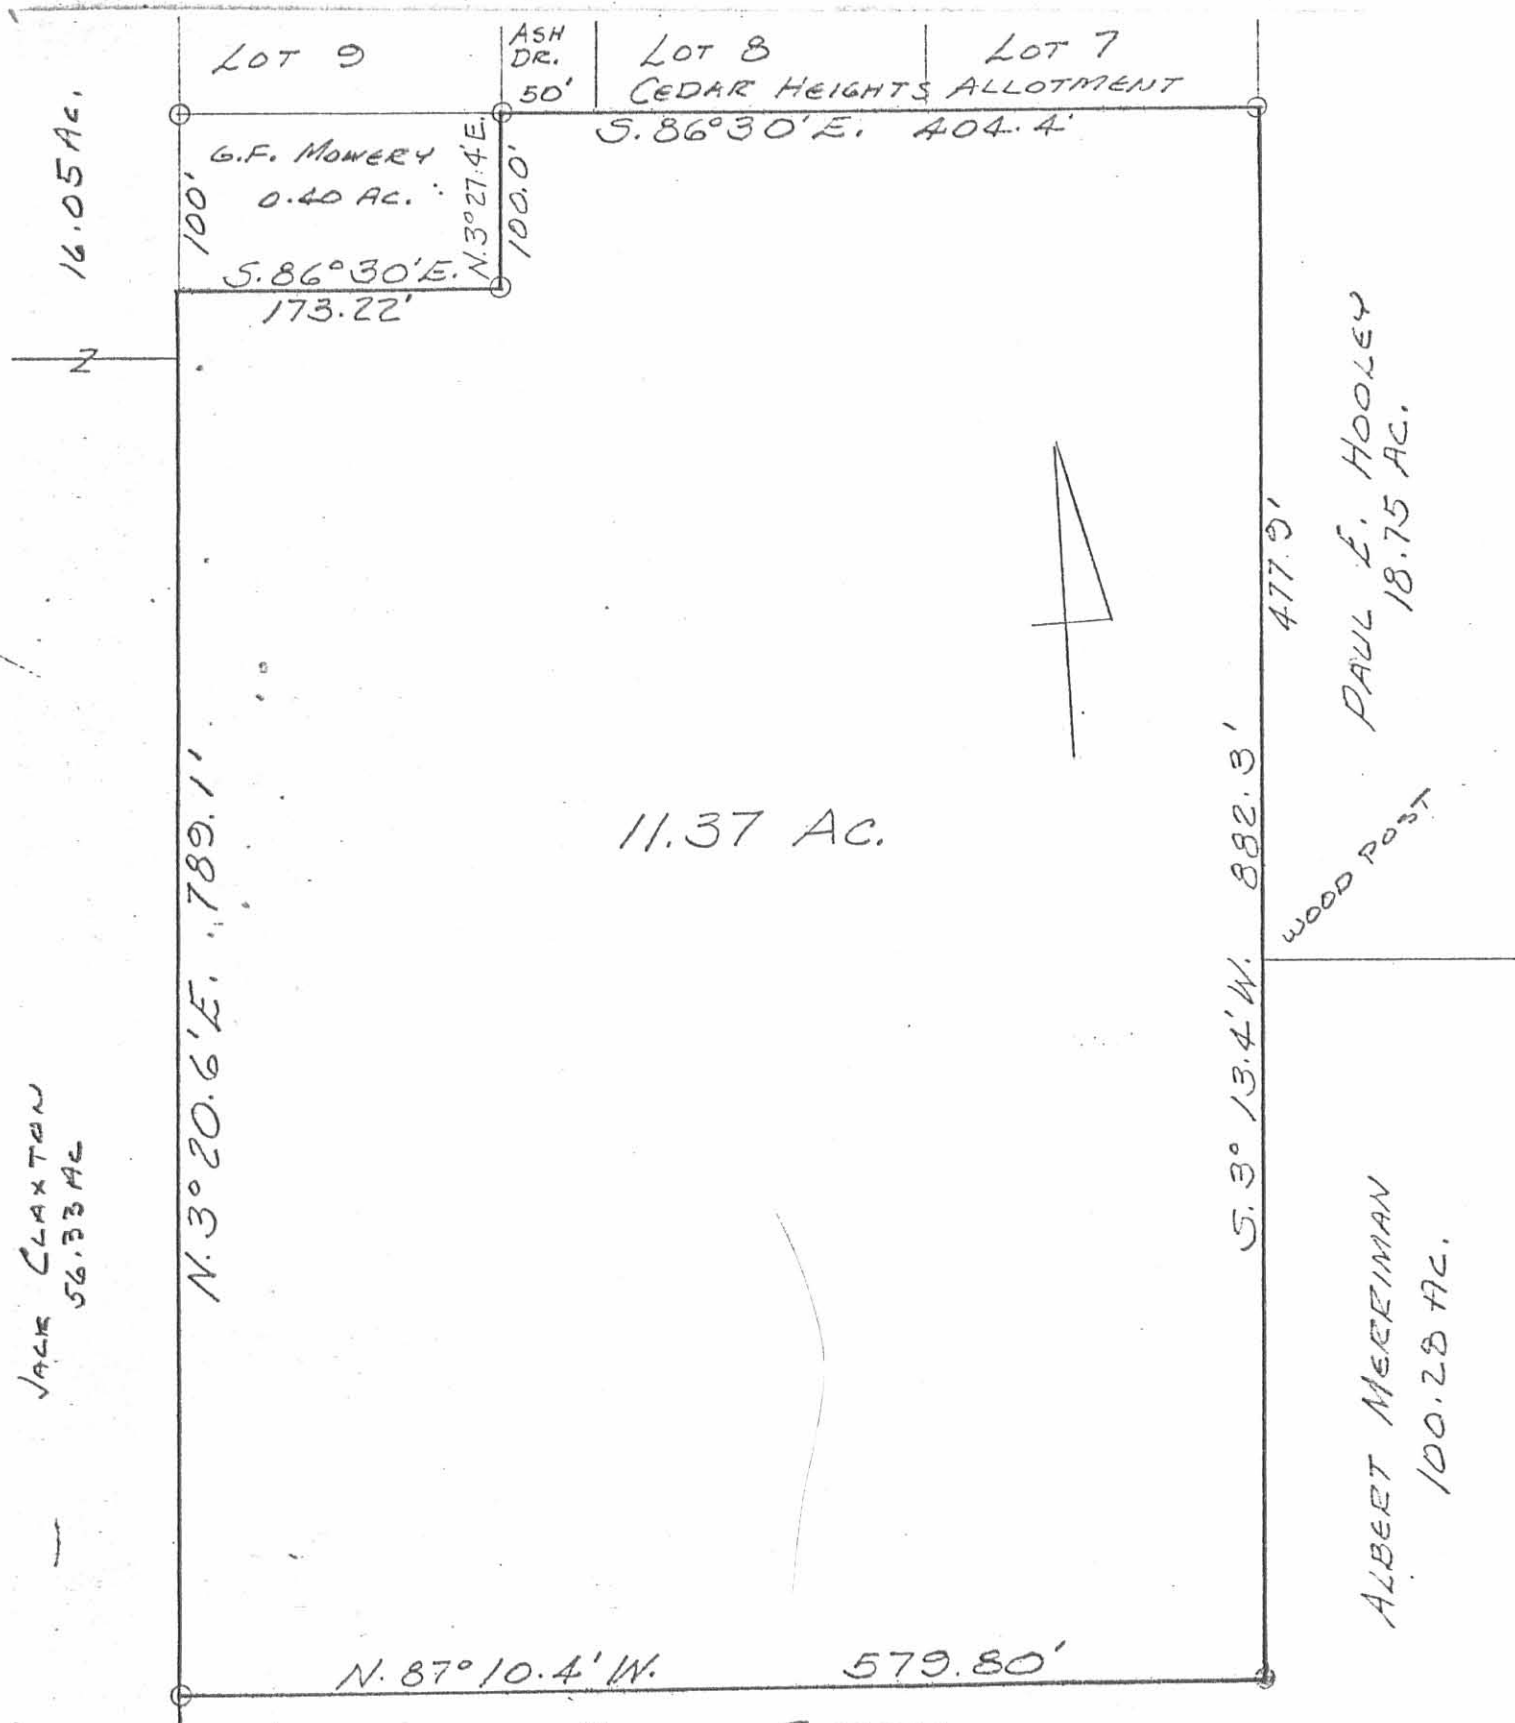 LOT 9
ASH
DR.
50'
LOT 8
LOT 7
CEDAR HEIGHTS ALLOTMENT
S. 86° 30' E. 404.4'
16.05 AC.
G.F. MOWERY
0.40 AC.
100'
N. 3° 27.4' E.
100.0'
S. 86° 30' E.
173.22'
Z
PAUL E. HOOLEY
18.75 AC.
477.9'
N. 3° 20.6' E. 789.1'
11.37 AC.
S. 3° 13.4' W. 882.3'
WOOD POST
JACK CLAXTON
56.33 AC
ALBERT MERRIMAN
100.28 AC.
N. 87° 10.4' W. 579.80'